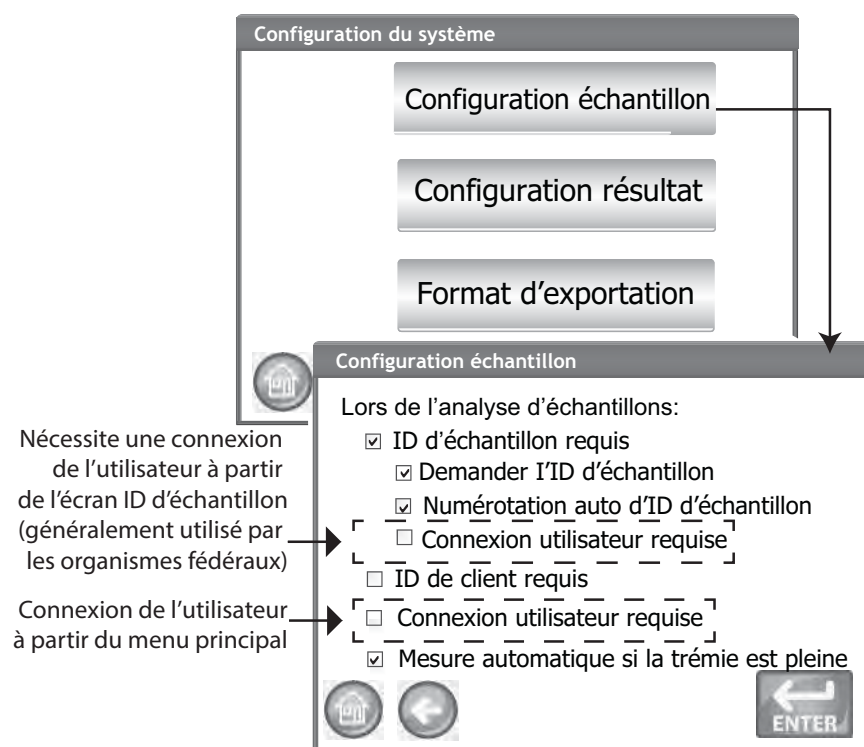 Configuration du système
Configuration échantillon
Configuration résultat
Format d'exportation
Configuration échantillon
Lors de l'analyse d'échantillons:
ID d'échantillon requis
Demander I'ID d'échantillon
Numérotation auto d'ID d'échantillon
Connexion utilisateur requise
ID de client requis
Connexion utilisateur requise
Mesure automatique si la trémie est pleine
ENTER
Nécessite une connexion
de l'utilisateur à partir
de l'écran ID d'échantillon
(généralement utilisé par
les organismes fédéraux)
Connexion de l'utilisateur
à partir du menu principal